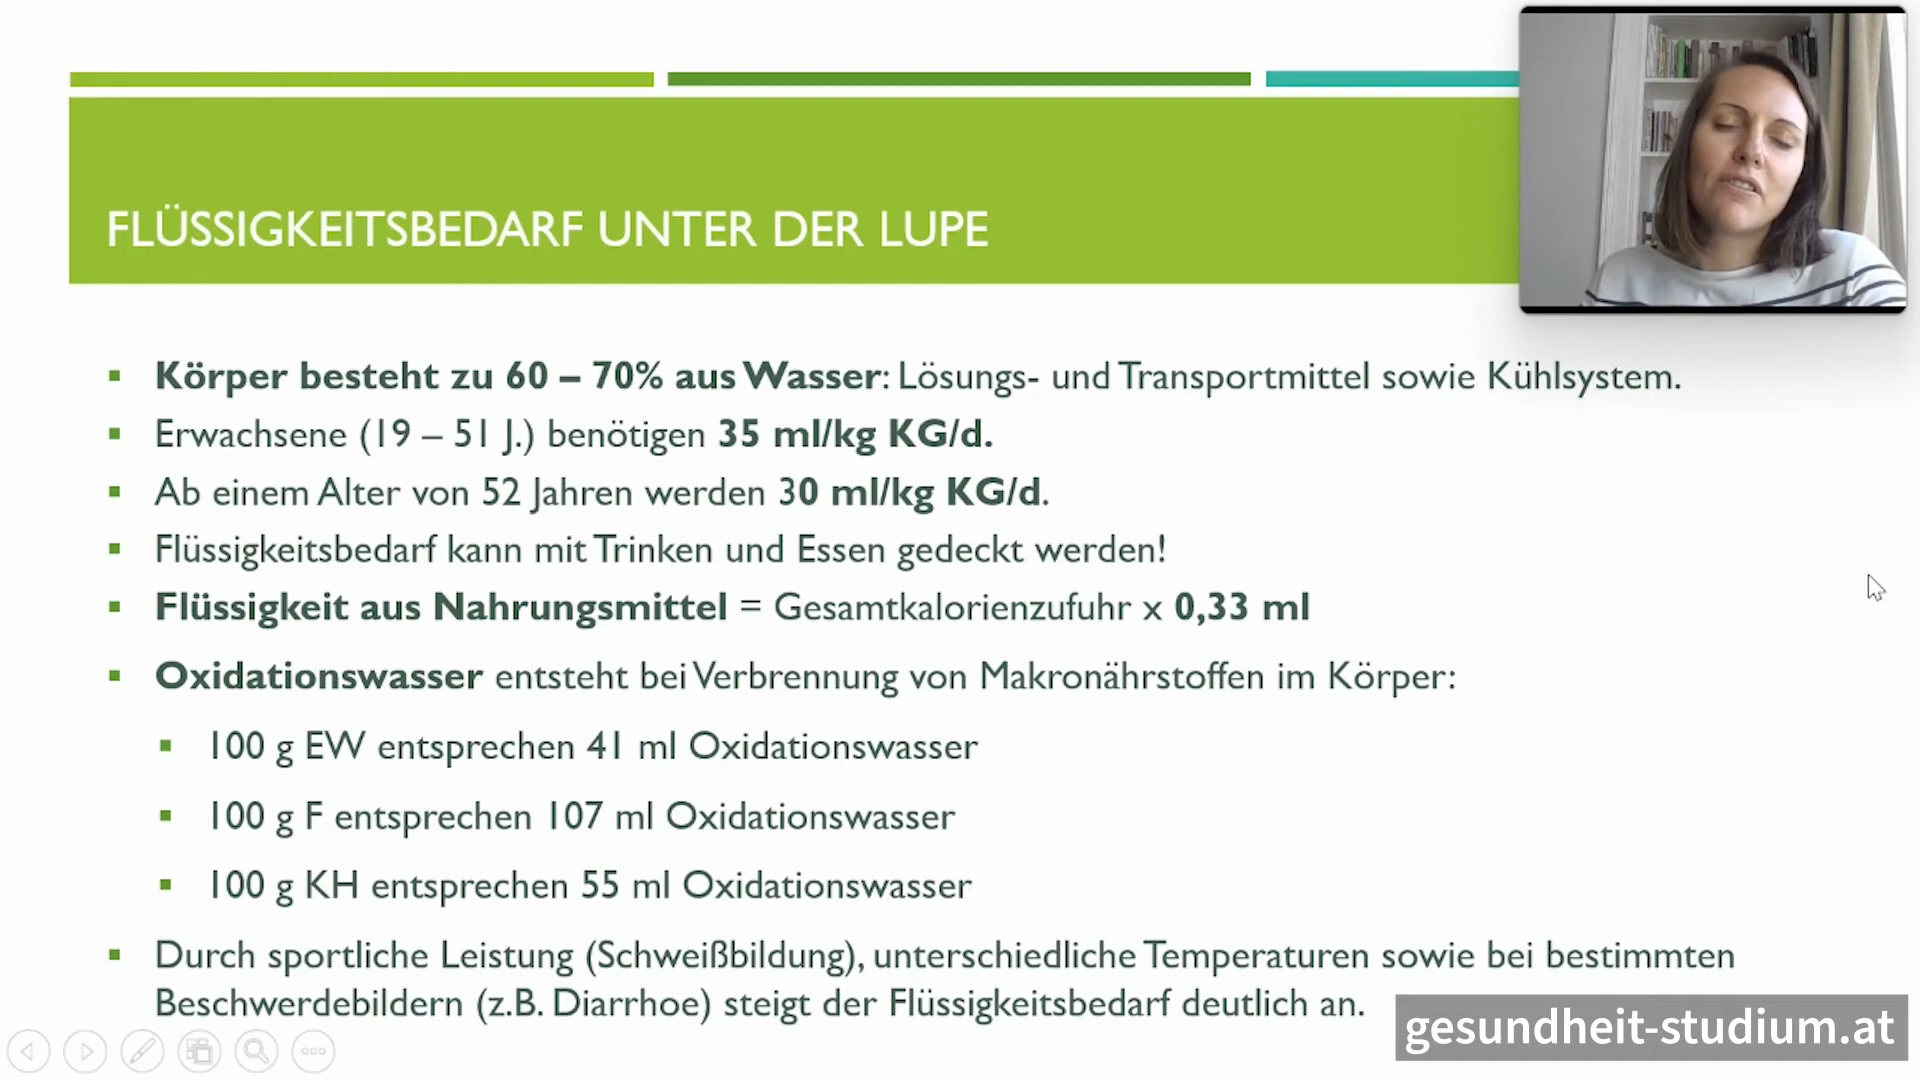 FLÜSSIGKEITSBEDARF UNTER DER LUPE
Körper besteht zu 60 – 70% aus Wasser: Lösungs- und Transportmittel sowie Kühlsystem.
Erwachsene (19 – 51 J.) benötigen 35 ml/kg KG/d.
Ab einem Alter von 52 Jahren werden 30 ml/kg KG/d.
Flüssigkeitsbedarf kann mit Trinken und Essen gedeckt werden!
Flüssigkeit aus Nahrungsmittel = Gesamtkalorienzufuhr x 0,33 ml
Oxidationswasser entsteht bei Verbrennung von Makronährstoffen im Körper:
100 g EW entsprechen 41 ml Oxidationswasser
100 g F entsprechen 107 ml Oxidationswasser
100 g KH entsprechen 55 ml Oxidationswasser
Durch sportliche Leistung (Schweißbildung), unterschiedliche Temperaturen sowie bei bestimmten
Beschwerdebildern (z.B. Diarrhoe) steigt der Flüssigkeitsbedarf deutlich an.
gesundheit-studium.at